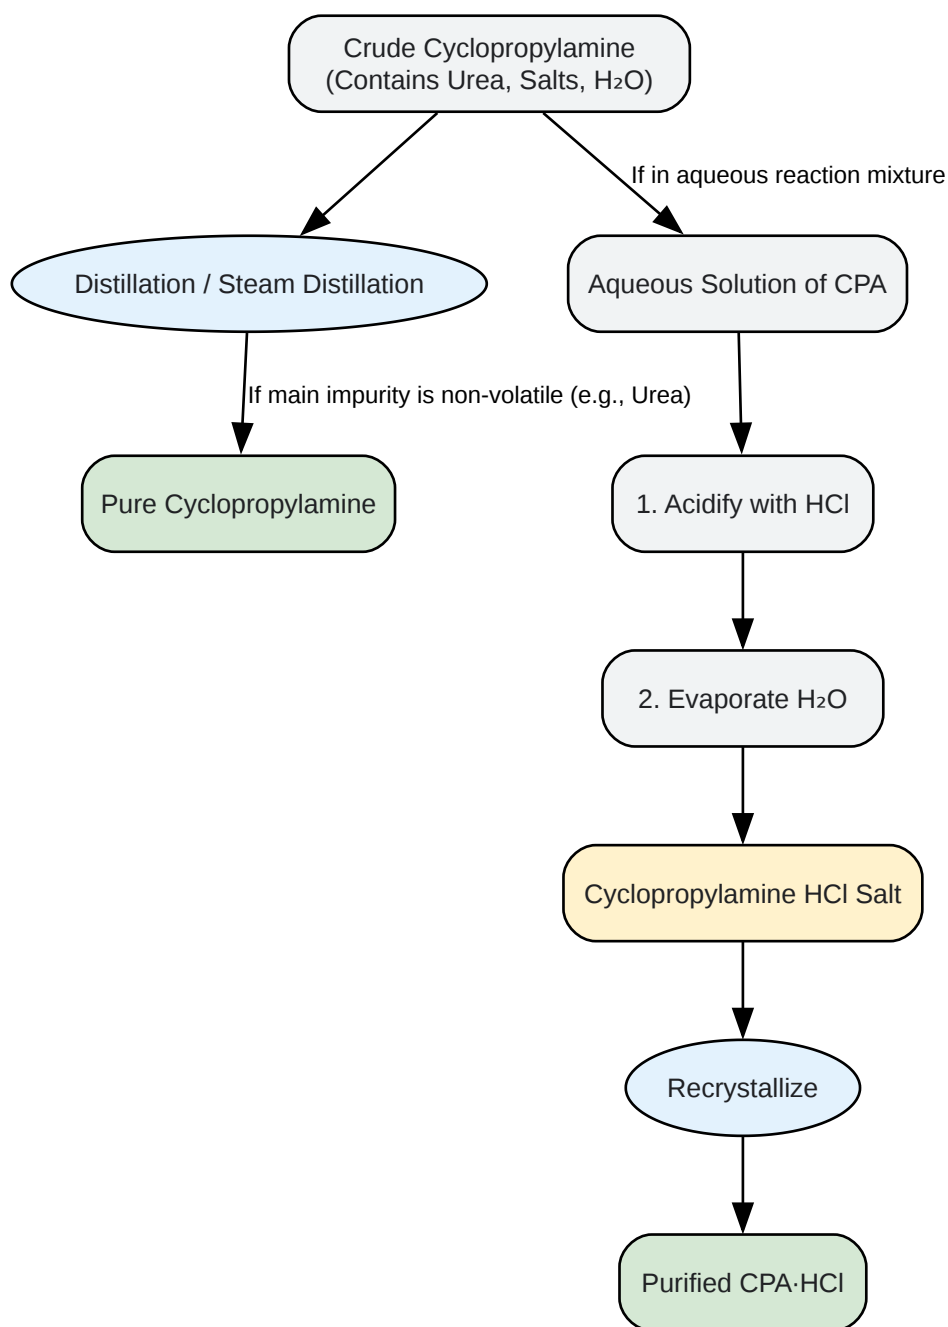 Crude Cyclopropylamine
(Contains Urea, Salts, H₂O)
If in aqueous reaction mixture
Distillation / Steam Distillation
Aqueous Solution of CPA
If main impurity is non-volatile (e.g., Urea)
Pure Cyclopropylamine
1. Acidify with HCl
2. Evaporate H₂O
Cyclopropylamine HCl Salt
Recrystallize
Purified CPA·HCl